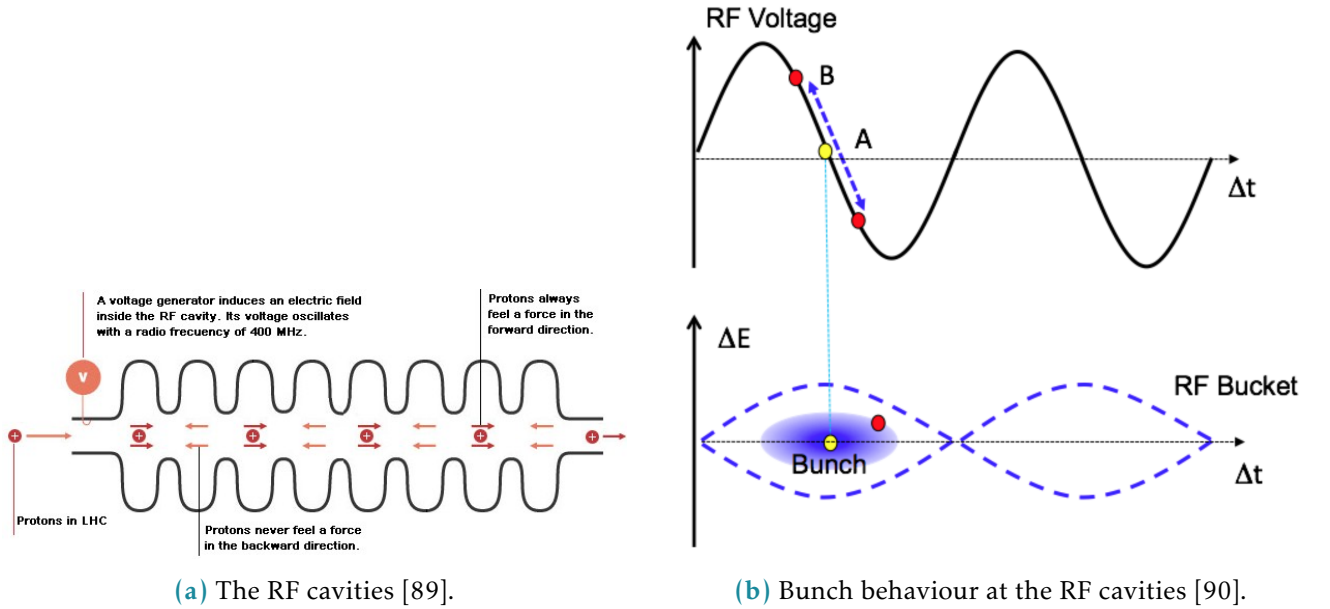 A voltage generator induces an electric field
inside the RF cavity. Its voltage oscillates
with a radio frecuency of 400 MHz.
Protons always
feel a force in the
forward direction.
V
+
+
+
+
+
+
Protons in LHC
Protons never feel a force
in the backward direction.
(a) The RF cavities [89].
RF Voltage
B
A
Δt
ΔE
RF Bucket
Bunch
Δt
(b) Bunch behaviour at the RF cavities [90].